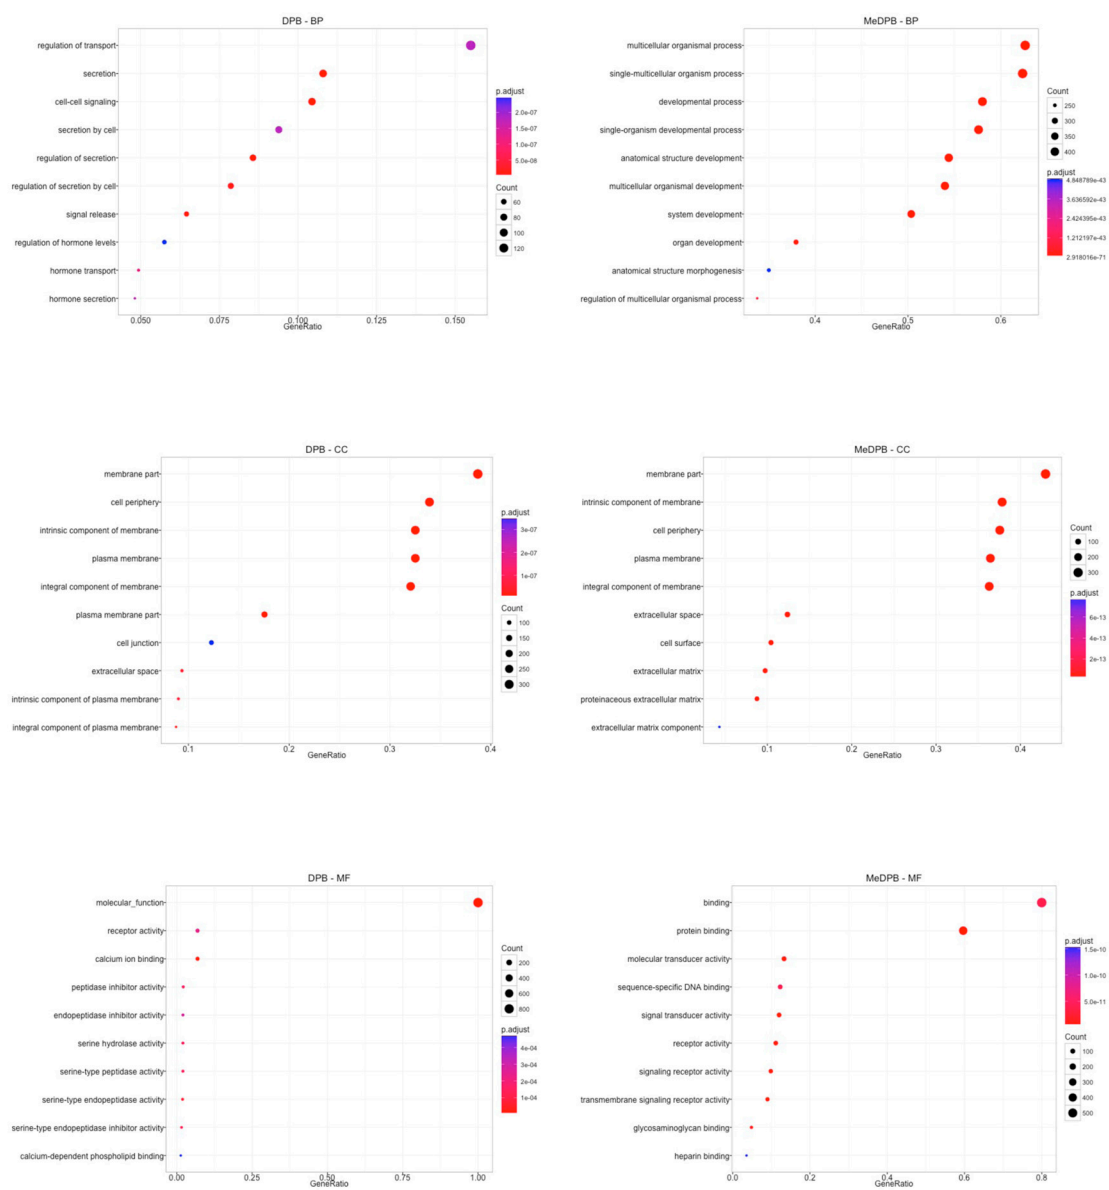 DPB - BP
regulation of transport
secretion
cell-cell signaling
secretion by cell
regulation of secretion
regulation of secretion by cell
signal release
regulation of hormone levels
hormone transport
hormone secretion
0.050 0.075 0.100 0.125 0.150
GeneRatio
p.adjust
2.0e-07
1.5e-07
1.0e-07
5.0e-08
Count
60
80
100
120
MeDPB - BP
multicellular organismal process
single-multicellular organism process
developmental process
single-organism developmental process
anatomical structure development
multicellular organismal development
system development
organ development
anatomical structure morphogenesis
regulation of multicellular organismal process
0.4 0.5 0.6
GeneRatio
Count
250
300
350
400
p.adjust
4.848789e-43
3.636592e-43
2.424395e-43
1.212197e-43
2.918016e-71
DPB - CC
membrane part
cell periphery
intrinsic component of membrane
plasma membrane
integral component of membrane
plasma membrane part
cell junction
extracellular space
intrinsic component of plasma membrane
integral component of plasma membrane
0.1 0.2 0.3 0.4
GeneRatio
p.adjust
3e-07
2e-07
1e-07
Count
100
150
200
250
300
MeDPB - CC
membrane part
intrinsic component of membrane
cell periphery
plasma membrane
integral component of membrane
extracellular space
cell surface
extracellular matrix
proteinaceous extracellular matrix
extracellular matrix component
0.1 0.2 0.3 0.4
GeneRatio
Count
100
200
300
p.adjust
6e-13
4e-13
2e-13
DPB - MF
molecular_function
receptor activity
calcium ion binding
peptidase inhibitor activity
endopeptidase inhibitor activity
serine hydrolase activity
serine-type peptidase activity
serine-type endopeptidase activity
serine-type endopeptidase inhibitor activity
calcium-dependent phospholipid binding
0.00 0.25 0.50 0.75 1.00
GeneRatio
Count
200
400
600
800
p.adjust
4e-04
3e-04
2e-04
1e-04
MeDPB - MF
binding
protein binding
molecular transducer activity
sequence-specific DNA binding
signal transducer activity
receptor activity
signaling receptor activity
transmembrane signaling receptor activity
glycosaminoglycan binding
heparin binding
0.0 0.2 0.4 0.6 0.8
GeneRatio
p.adjust
1.5e-10
1.0e-10
5.0e-11
Count
100
200
300
400
500